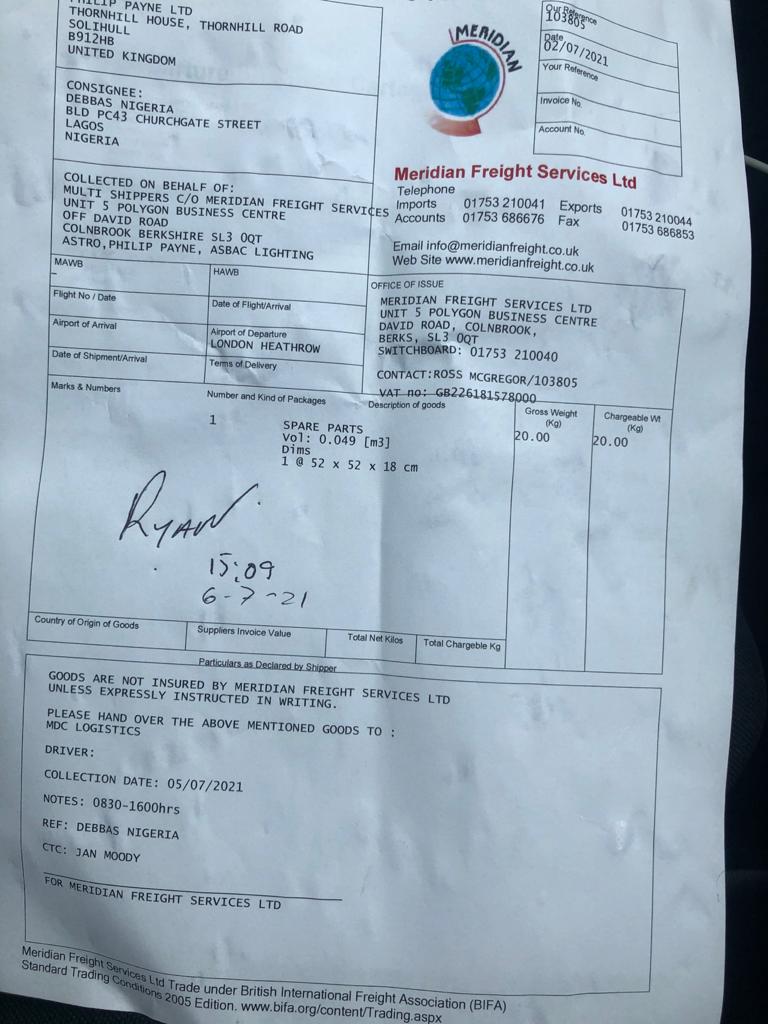 PHILIP PAYNE LTD
THORNHILL HOUSE, THORNHILL ROAD
SOLIHULL
B912HB
UNITED KINGDOM
CONSIGNEE:
DEBBAS NIGERIA
BLD PC43 CHURCHGATE STREET
LAGOS
NIGERIA
COLLECTED ON BEHALF OF:
MULTI SHIPPERS C/O MERIDIAN FREIGHT SERVICES
UNIT 5 POLYGON BUSINESS CENTRE
OFF DAVID ROAD
COLNBROOK BERKSHIRE SL3 0QT
ASTRO,PHILIP PAYNE, ASBAC LIGHTING
MERIDIAN
Our Reference
103805
Date
02/07/2021
Your Reference
Invoice No.
Account No.
Meridian Freight Services Ltd
Telephone
Imports 01753 210041 Exports 01753 210044
Accounts 01753 686676 Fax 01753 686853
Email info@meridianfreight.co.uk
Web Site www.meridianfreight.co.uk
MAWB
–
HAWB
Flight No / Date
Date of Flight/Arrival
Airport of Arrival
Airport of Departure
LONDON HEATHROW
Date of Shipment/Arrival
Terms of Delivery
OFFICE OF ISSUE
MERIDIAN FREIGHT SERVICES LTD
UNIT 5 POLYGON BUSINESS CENTRE
DAVID ROAD, COLNBROOK,
BERKS, SL3 0QT
SWITCHBOARD: 01753 210040
CONTACT:ROSS MCGREGOR/103805
VAT no: GB226181578000
Marks & Numbers
Number and Kind of Packages
Description of goods
Gross Weight
(Kg)
Chargeable Wt
(Kg)
1
SPARE PARTS
Vol: 0.049 [m3]
Dims
1 @ 52 x 52 x 18 cm
20.00
20.00
RYAN
15:09
6-7-21
Country of Origin of Goods
Suppliers Invoice Value
Total Net Kilos
Total Chargeable Kg
Particulars as Declared by Shipper
GOODS ARE NOT INSURED BY MERIDIAN FREIGHT SERVICES LTD
UNLESS EXPRESSLY INSTRUCTED IN WRITING.
PLEASE HAND OVER THE ABOVE MENTIONED GOODS TO :
MDC LOGISTICS
DRIVER:
COLLECTION DATE: 05/07/2021
NOTES: 0830-1600hrs
REF: DEBBAS NIGERIA
CTC: JAN MOODY
FOR MERIDIAN FREIGHT SERVICES LTD
Meridian Freight Services Ltd Trade under British International Freight Association (BIFA)
Standard Trading Conditions 2005 Edition. www.bifa.org/content/Trading.aspx